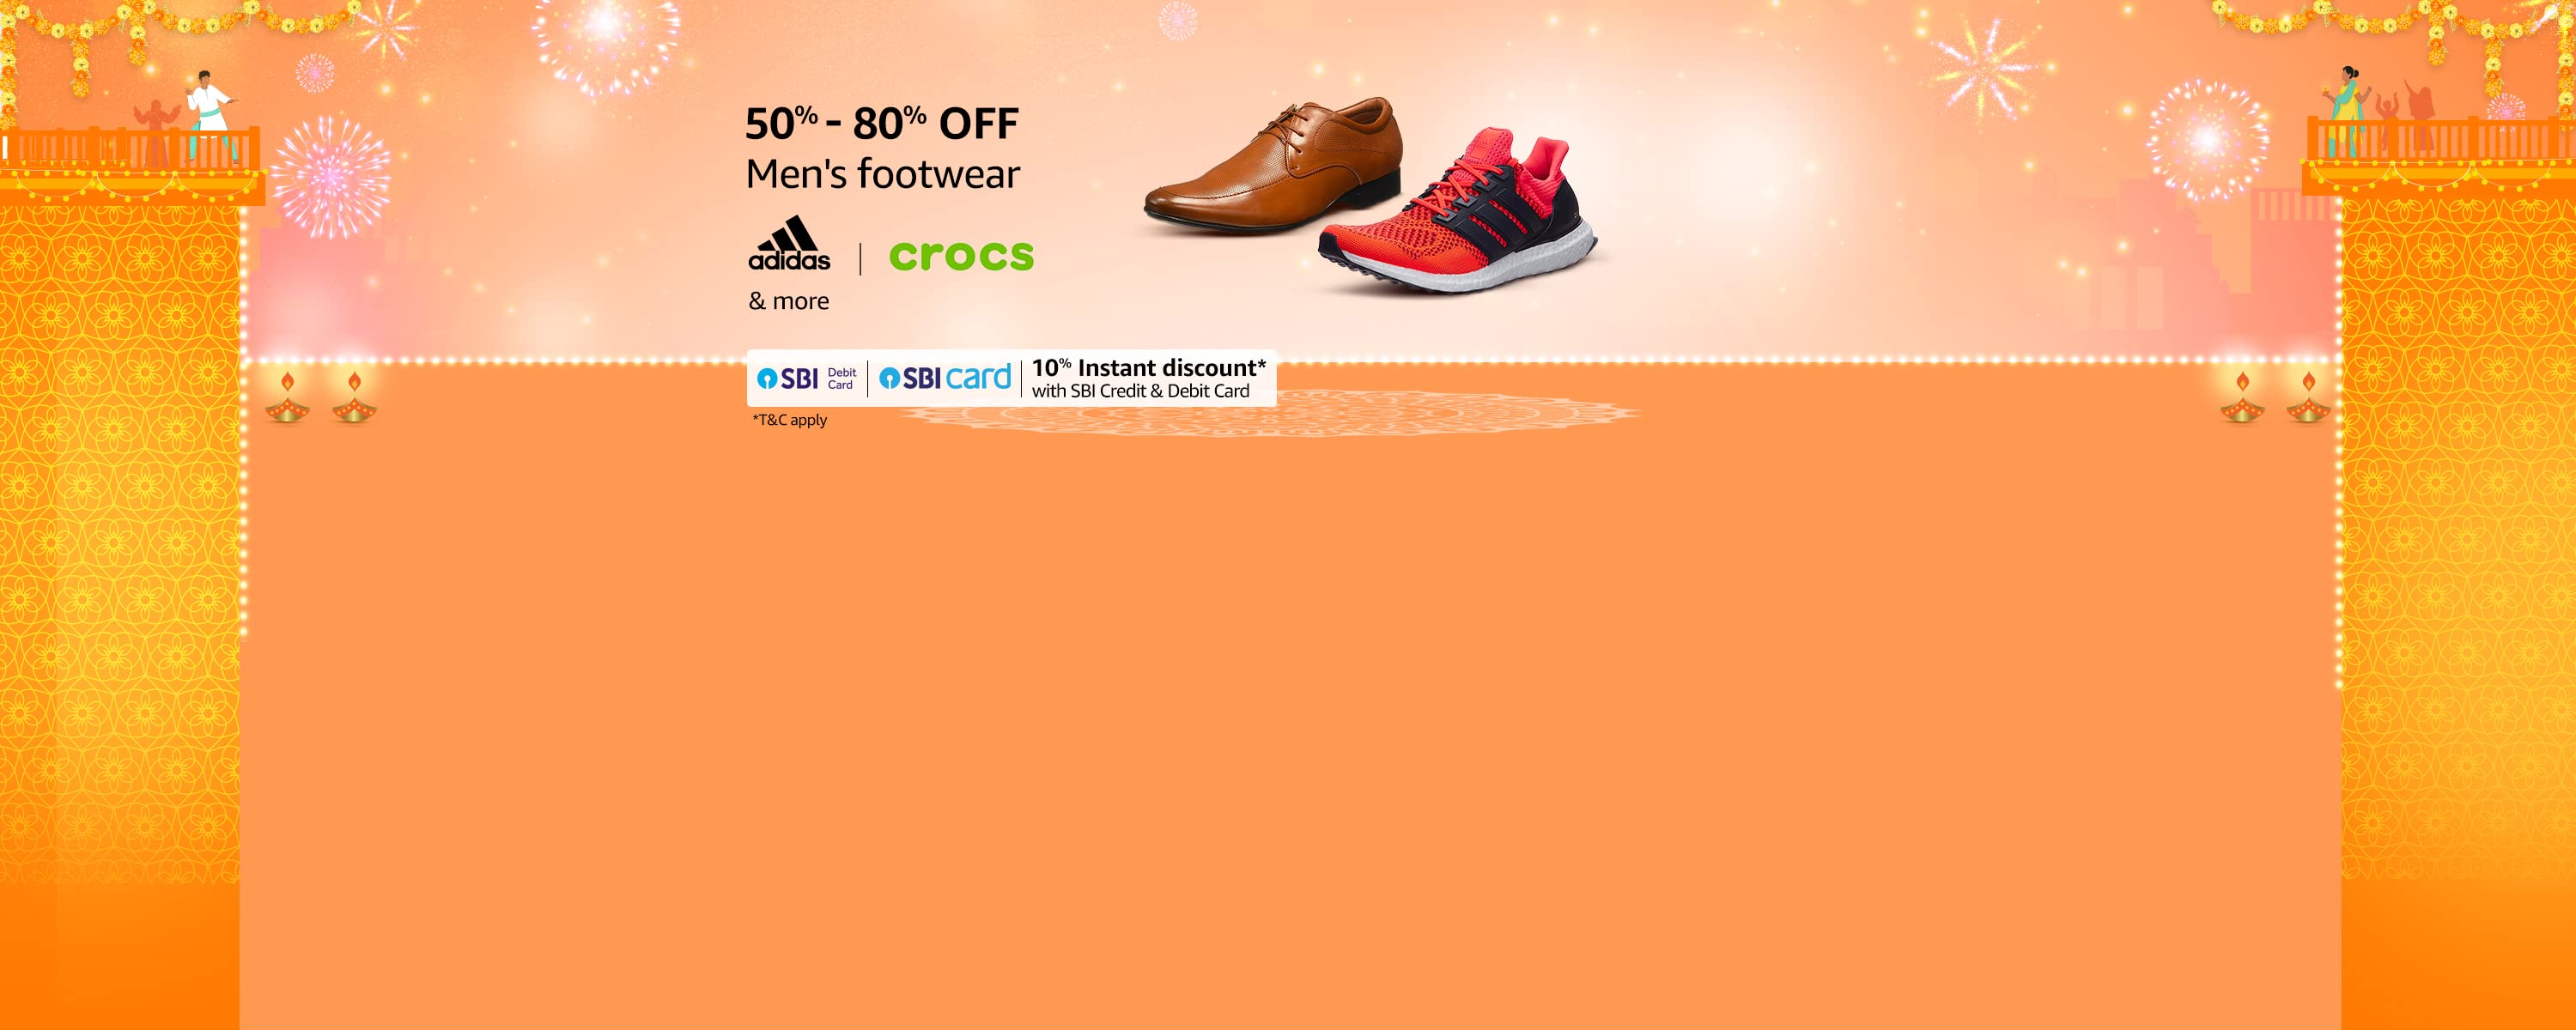 50% - 80% OFF
Men's footwear
adidas | crocs
& more
SBI Debit Card | SBI card | 10% Instant discount*
with SBI Credit & Debit Card
*T&C apply